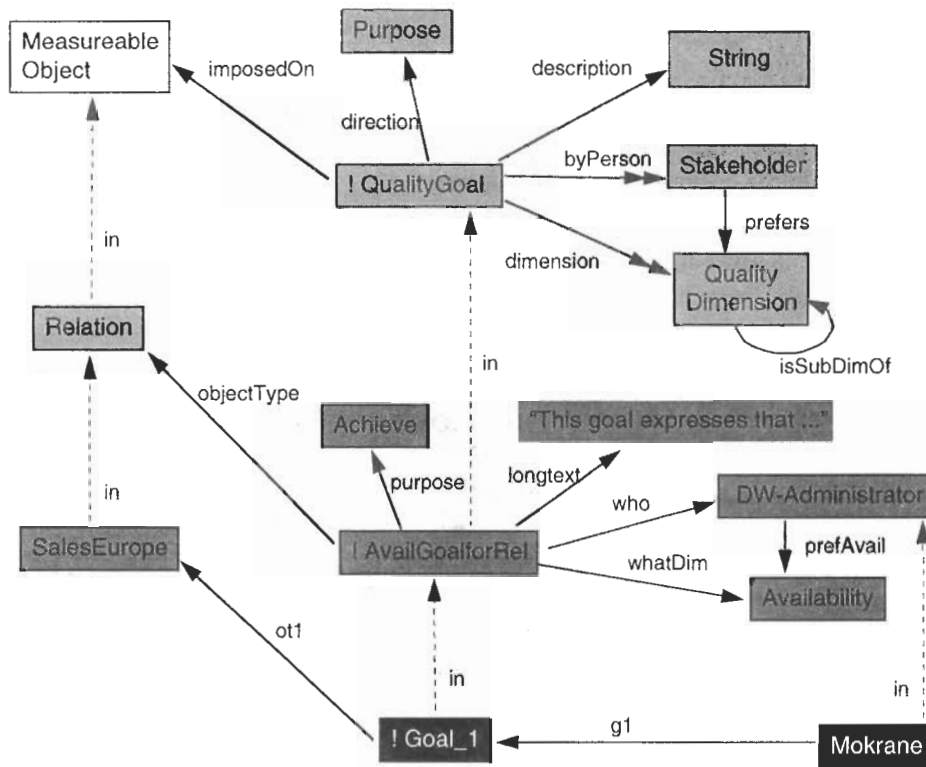 Purpose
Measureable
Object
imposedOn
description
String
direction
byPerson
Stakeholder
! QualityGoal
prefers
dimension
Quality
Dimension
in
Relation
isSubDimOf
in
objectType
Achieve
"This goal expresses that ..."
purpose
longtext
who
DW-Administrator
in
SalesEurope
! AvailGoalforRel
prefAvail
whatDim
Availability
ot1
in
in
! Goal_1
g1
Mokrane